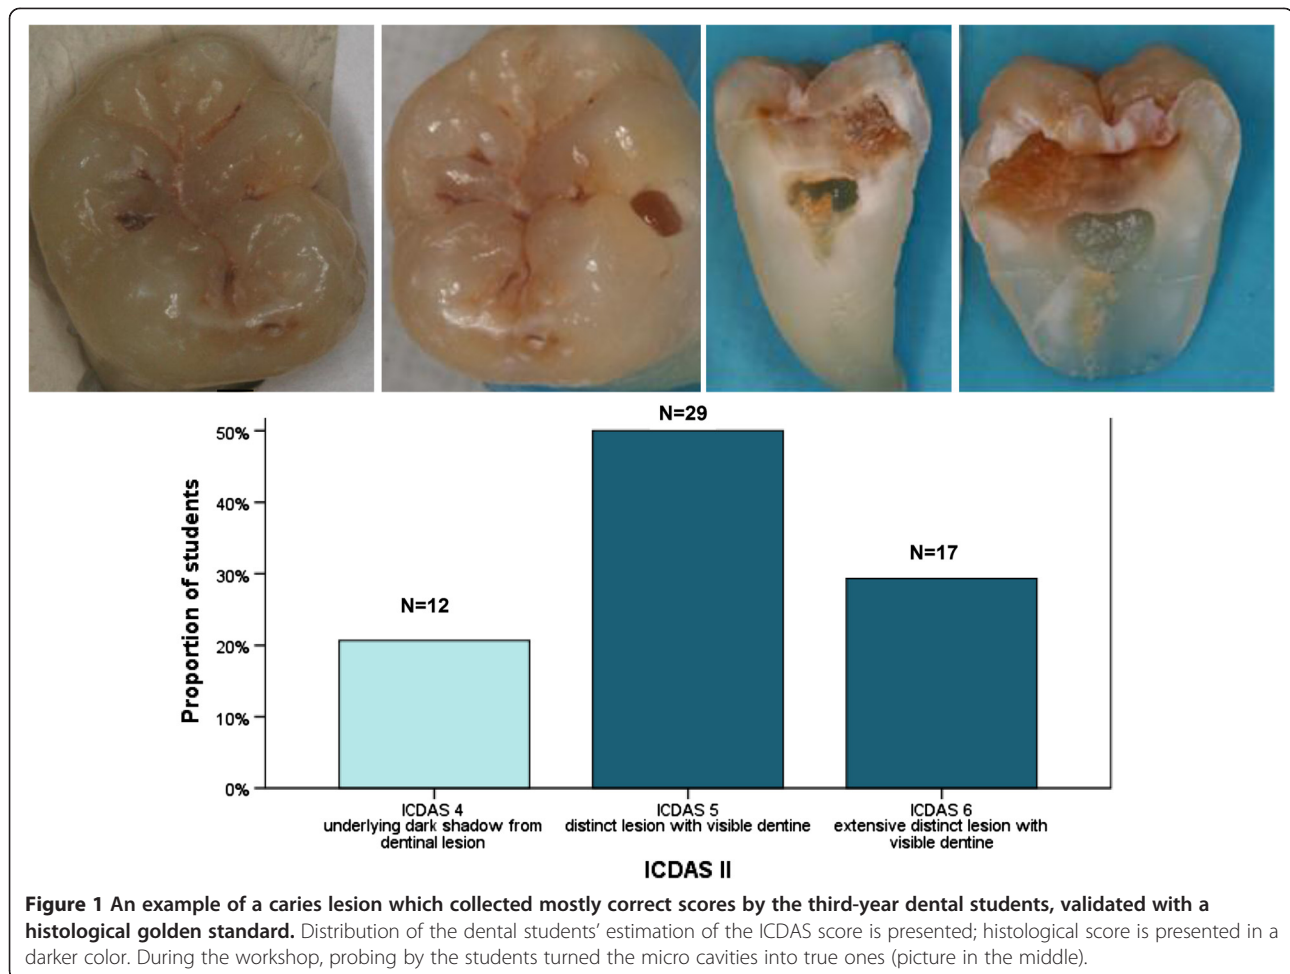 N=29
50%
40%
N=17
30%
N=12
20%
10%
0%
Proportion of students
ICDAS 4
underlying dark shadow from
dentinal lesion
ICDAS 5
distinct lesion with visible dentine
ICDAS 6
extensive distinct lesion with
visible dentine
ICDAS II
Figure 1 An example of a caries lesion which collected mostly correct scores by the third-year dental students, validated with a
histological golden standard. Distribution of the dental students' estimation of the ICDAS score is presented; histological score is presented in a
darker color. During the workshop, probing by the students turned the micro cavities into true ones (picture in the middle).